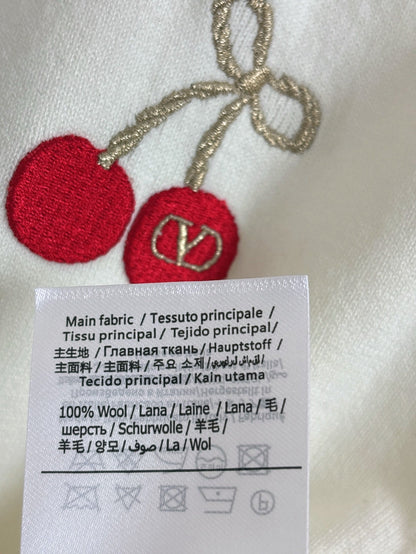 Main fabric / Tessuto principale /
Tissu principal / Tejido principal/
主生地 / Главная ткань / Hauptstoff /
主面料 / 主面料 / 주요 소재 /
Tecido principal / Kain utama
100% Wool / Lana / Laine / Lana / 毛 /
шерсть / Schurwolle / 羊毛 /
羊毛 / 양모 / صوف / La / Wol